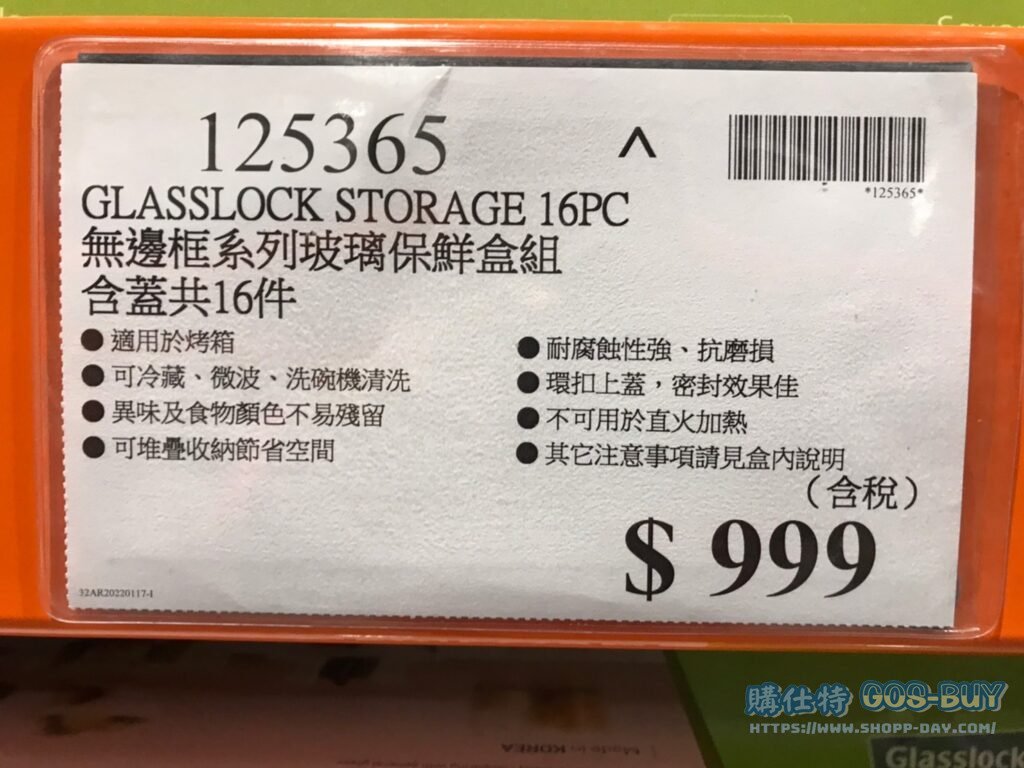 125365
^
*125365*
GLASSLOCK STORAGE 16PC
無邊框系列玻璃保鮮盒組
含蓋共16件
● 適用於烤箱
● 可冷藏、微波、洗碗機清洗
● 異味及食物顏色不易殘留
● 可堆疊收納節省空間
● 耐腐蝕性強、抗磨損
● 環扣上蓋，密封效果佳
● 不可用於直火加熱
● 其它注意事項請見盒內說明
（含稅）
$ 999
32AR20220117-1
Made in KOREA
購仕特 GOS-BUY
HTTPS://WWW.SHOPP-DAY.COM/
Glasslock